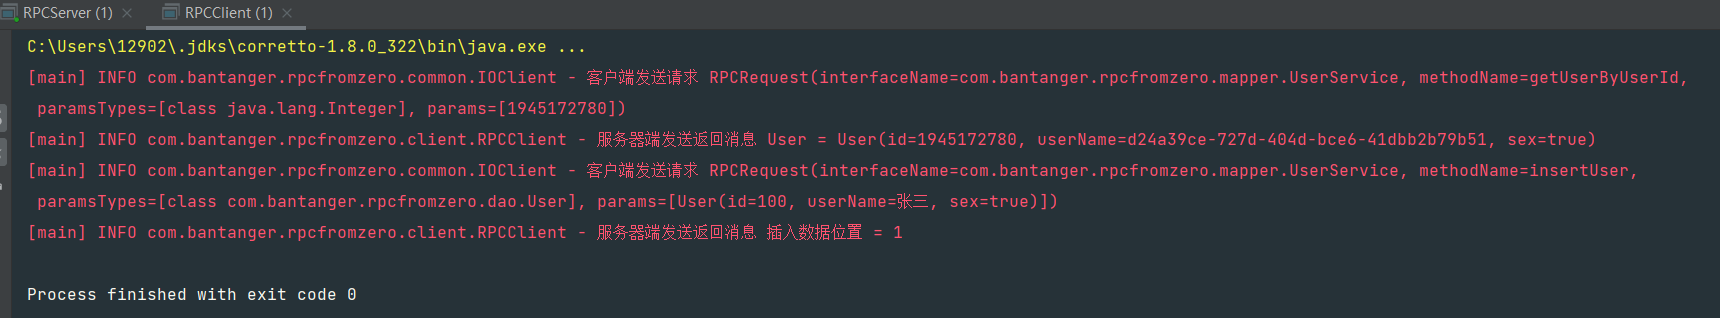 RPCServer (1) RPCClient (1)
C:\Users\12902\.jdks\corretto-1.8.0_322\bin\java.exe ...
[main] INFO com.bantanger.rpcfromzero.common.IOClient - 客户端发送请求 RPCRequest(interfaceName=com.bantanger.rpcfromzero.mapper.UserService, methodName=getUserByUserId,
paramsTypes=[class java.lang.Integer], params=[1945172780])
[main] INFO com.bantanger.rpcfromzero.client.RPCClient - 服务器端发送返回消息 User = User(id=1945172780, userName=d24a39ce-727d-404d-bce6-41dbb2b79b51, sex=true)
[main] INFO com.bantanger.rpcfromzero.common.IOClient - 客户端发送请求 RPCRequest(interfaceName=com.bantanger.rpcfromzero.mapper.UserService, methodName=insertUser,
paramsTypes=[class com.bantanger.rpcfromzero.dao.User], params=[User(id=100, userName=张三, sex=true)])
[main] INFO com.bantanger.rpcfromzero.client.RPCClient - 服务器端发送返回消息 插入数据位置 = 1
Process finished with exit code 0